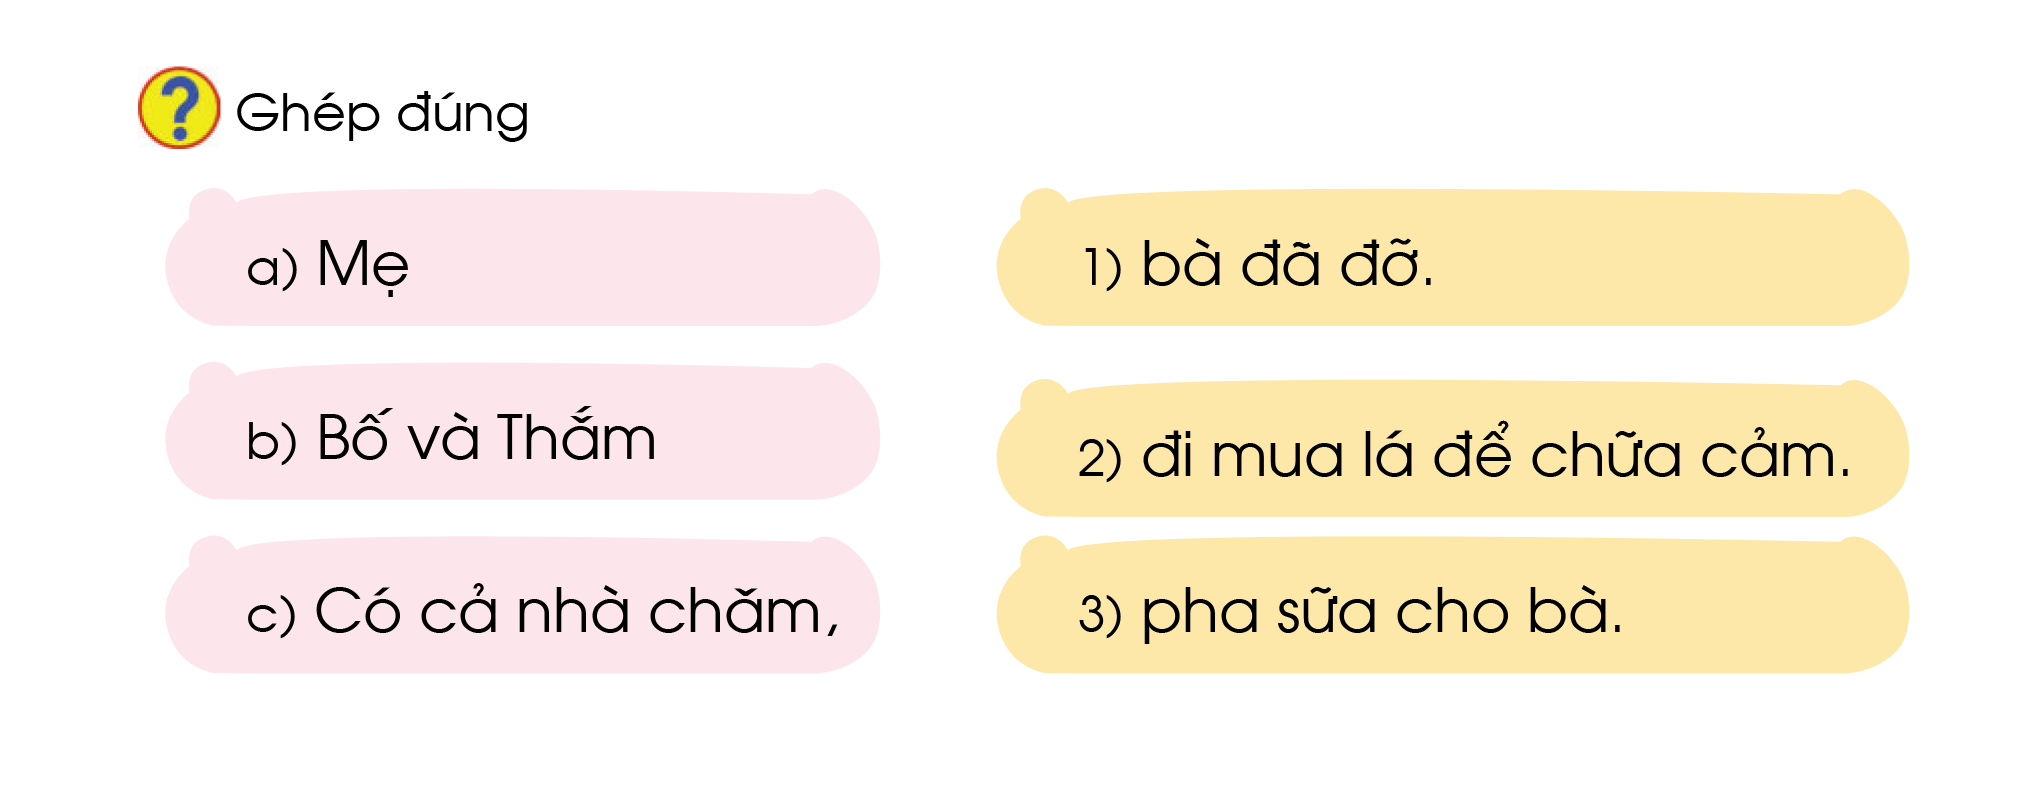 ? Ghép đúng
a) Mẹ
1) bà đã đỡ.
b) Bố và Thắm
2) đi mua lá để chữa cảm.
c) Có cả nhà chăm,
3) pha sữa cho bà.